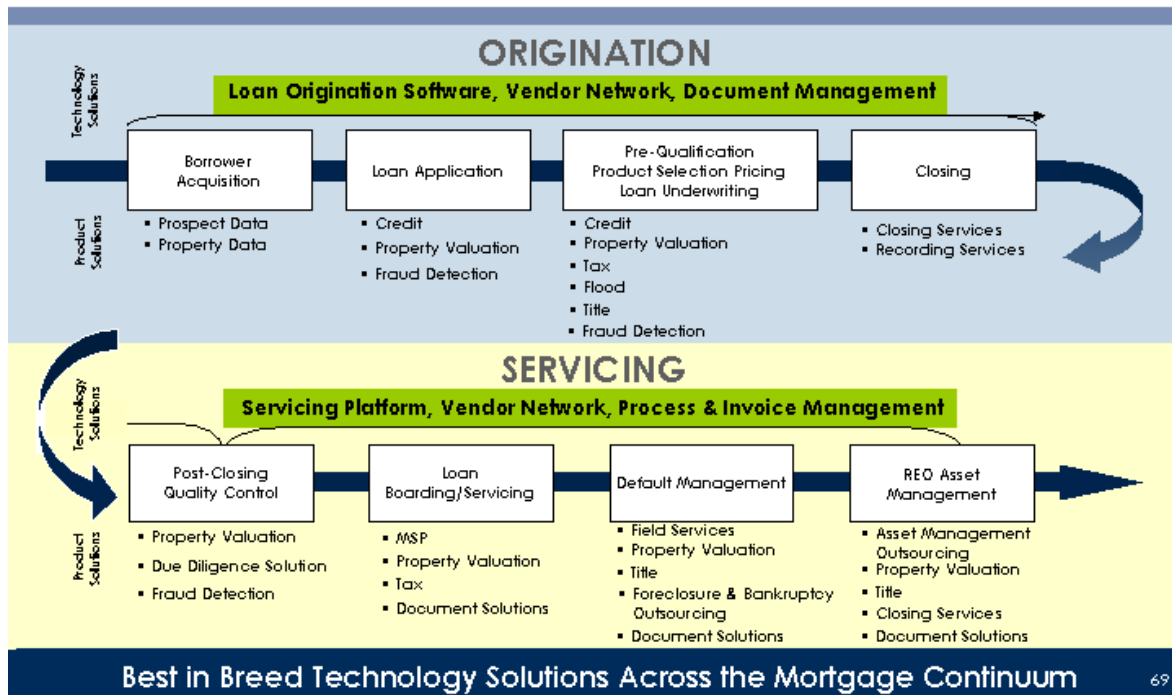 ORIGINATION
Technology
Solutions
Loan Origination Software, Vendor Network, Document Management
Borrower
Acquisition
Loan Application
Pre-Qualification
Product Selection Pricing
Loan Underwriting
Closing
Product
Solutions
▪ Prospect Data
▪ Property Data
▪ Credit
▪ Property Valuation
▪ Fraud Detection
▪ Credit
▪ Property Valuation
▪ Tax
▪ Flood
▪ Title
▪ Fraud Detection
▪ Closing Services
▪ Recording Services
SERVICING
Technology
Solutions
Servicing Platform, Vendor Network, Process & Invoice Management
Post-Closing
Quality Control
Loan
Boarding/Servicing
Default Management
REO Asset
Management
Product
Solutions
▪ Property Valuation
▪ Due Diligence Solution
▪ Fraud Detection
▪ MSP
▪ Property Valuation
▪ Tax
▪ Document Solutions
▪ Field Services
▪ Property Valuation
▪ Title
▪ Foreclosure & Bankruptcy
Outsourcing
▪ Document Solutions
▪ Asset Management
Outsourcing
▪ Property Valuation
▪ Title
▪ Closing Services
▪ Document Solutions
Best in Breed Technology Solutions Across the Mortgage Continuum
69